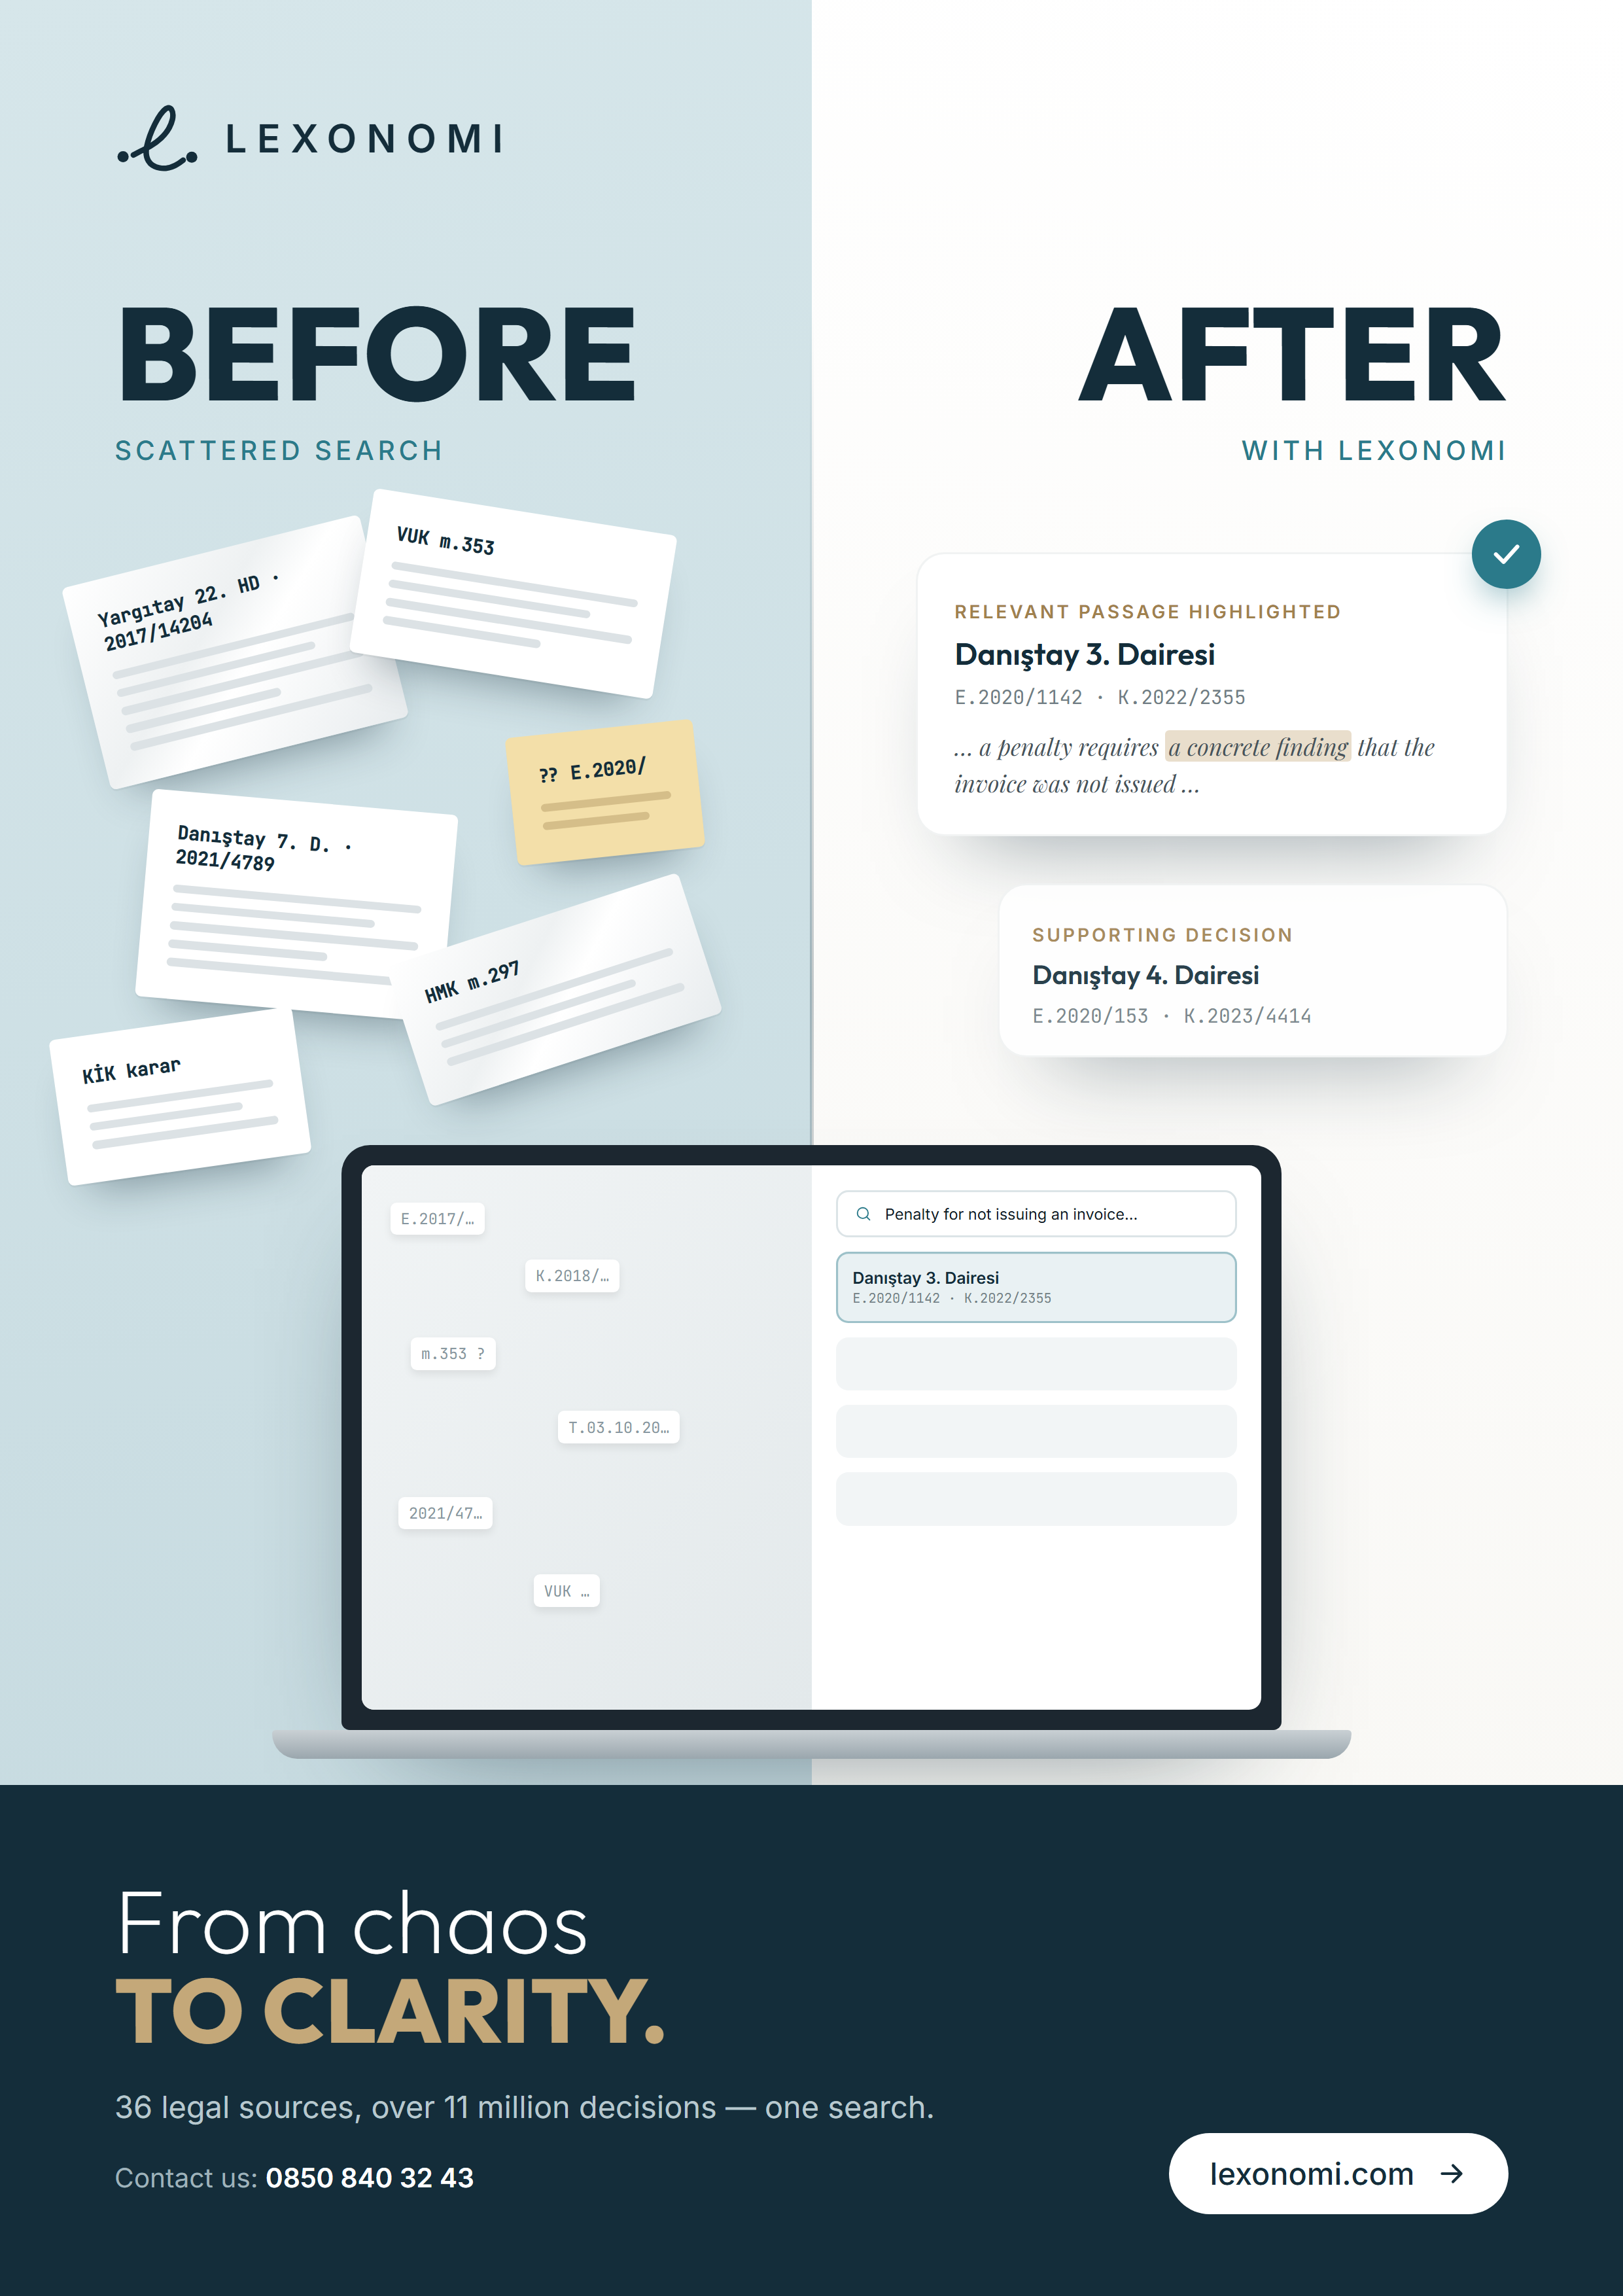 LEXONOMI
BEFORE
SCATTERED SEARCH
Yargıtay 22. HD ·
2017/14204
VUK m.353
?? E.2020/
Danıştay 7. D. ·
2021/4789
HMK m.297
KİK karar
AFTER
WITH LEXONOMI
RELEVANT PASSAGE HIGHLIGHTED
Danıştay 3. Dairesi
E.2020/1142 · K.2022/2355
… a penalty requires a concrete finding that the
invoice was not issued …
SUPPORTING DECISION
Danıştay 4. Dairesi
E.2020/153 · K.2023/4414
E.2017/…
K.2018/…
m.353 ?
T.03.10.20…
2021/47…
VUK …
Penalty for not issuing an invoice…
Danıştay 3. Dairesi
E.2020/1142 · K.2022/2355
From chaos
TO CLARITY.
36 legal sources, over 11 million decisions — one search.
Contact us: 0850 840 32 43
lexonomi.com →